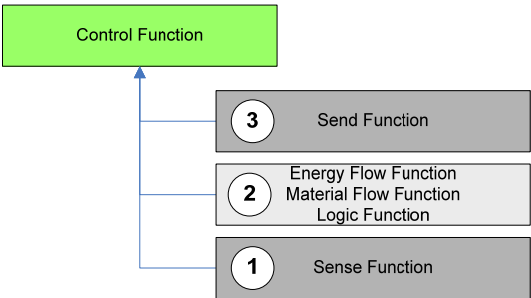 Control Function
3
Send Function
Energy Flow Function
2
Material Flow Function
Logic Function
1
Sense Function